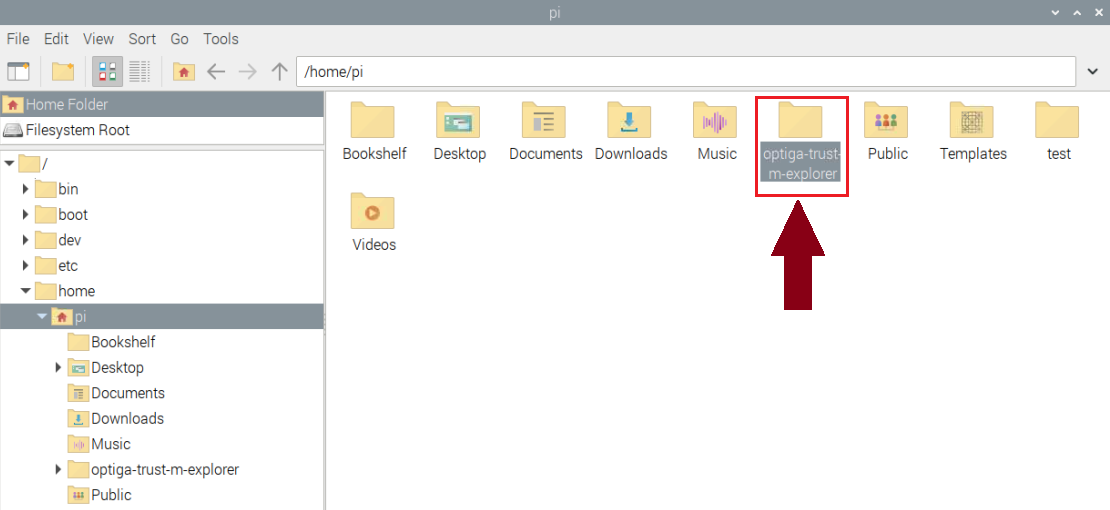 pi
File Edit View Sort Go Tools
/home/pi
Home Folder
Filesystem Root
/
bin
boot
dev
etc
home
pi
Bookshelf
Desktop
Documents
Downloads
Music
optiga-trust-m-explorer
Public
Bookshelf Desktop Documents Downloads Music optiga-trust- Public Templates test
m-explorer
Videos